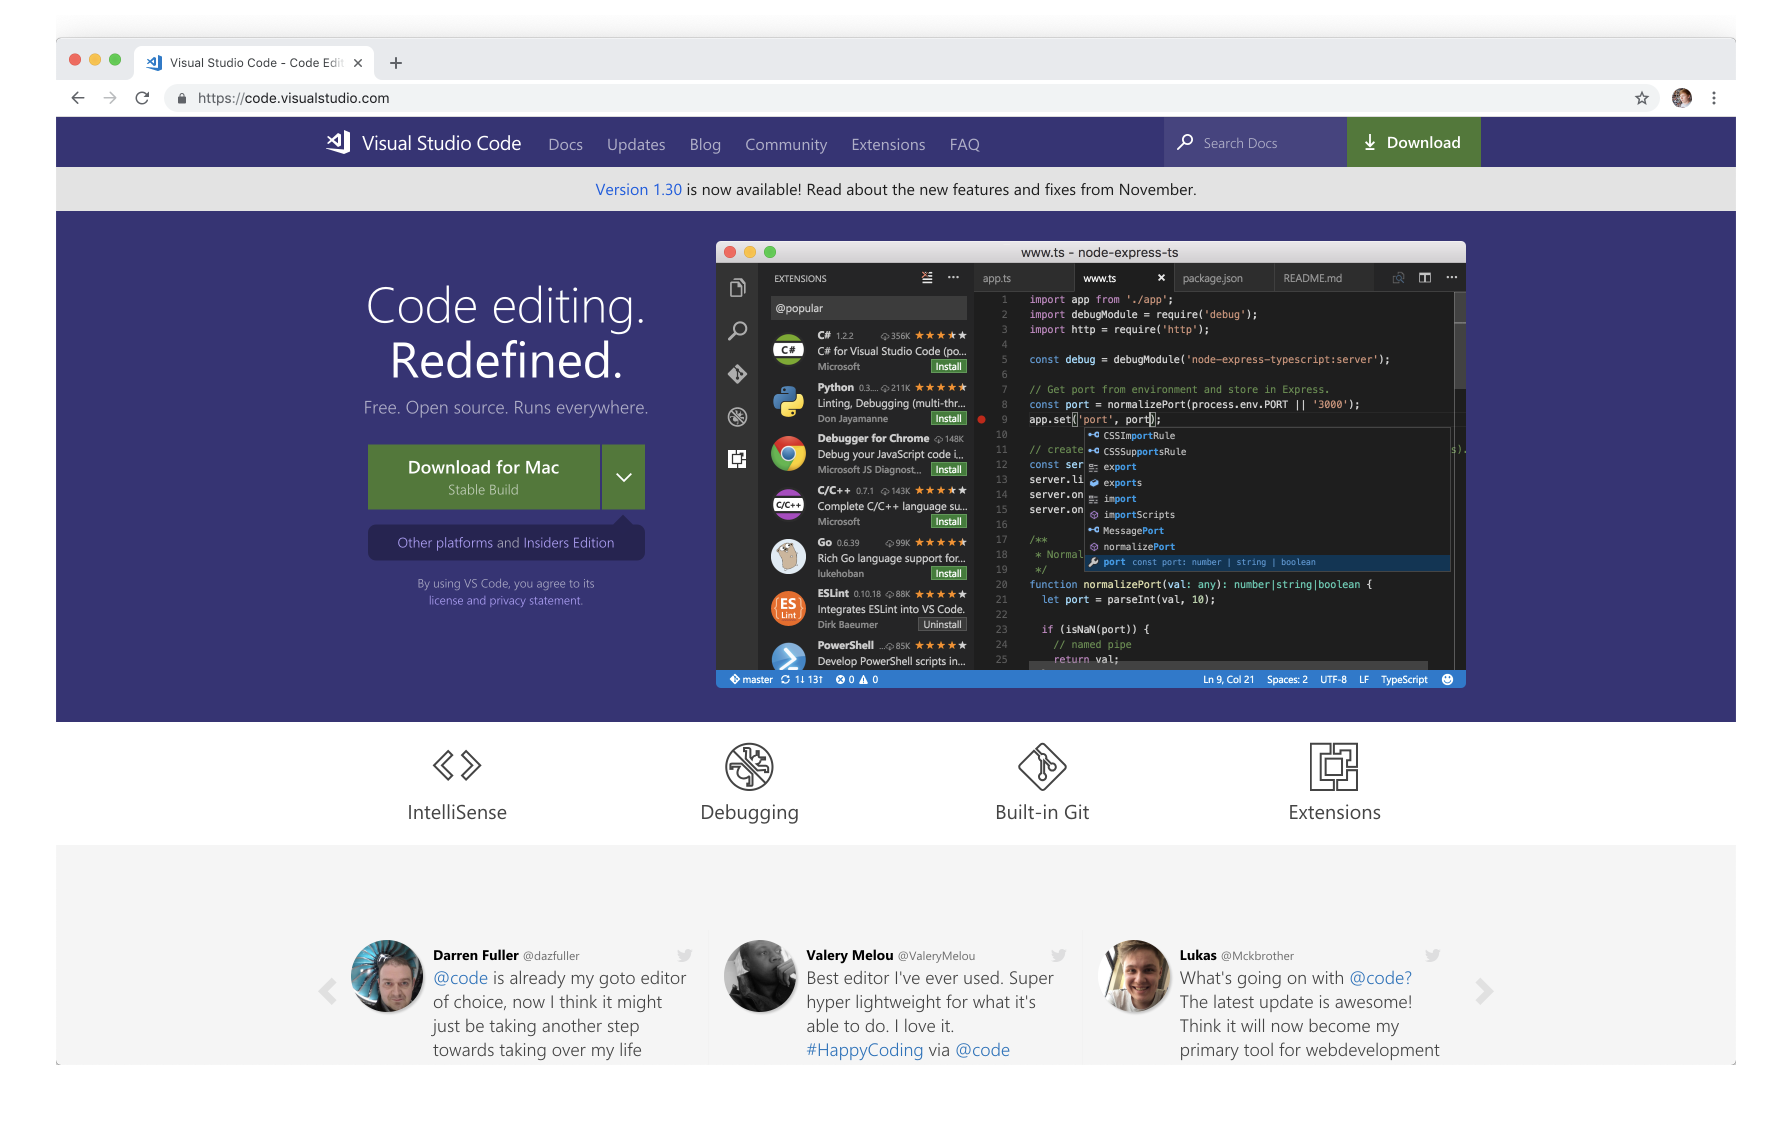 Visual Studio Code - Code Edit
https://code.visualstudio.com
Visual Studio Code
Docs
Updates
Blog
Community
Extensions
FAQ
Search Docs
Download
Version 1.30 is now available! Read about the new features and fixes from November.
Code editing.
Redefined.
Free. Open source. Runs everywhere.
Download for Mac
Stable Build
Other platforms and Insiders Edition
By using VS Code, you agree to its
license and privacy statement.
www.ts - node-express-ts
EXTENSIONS
@popular
C# 1.2.2 356K
C# for Visual Studio Code (po...
Microsoft Install
Python 0.3.... 211K
Linting, Debugging (multi-thr...
Don Jayamanne Install
Debugger for Chrome 148K
Debug your JavaScript code i...
Microsoft JS Diagnost... Install
C/C++ 0.7.1 143K
Complete C/C++ language su...
Microsoft Install
Go 0.6.39 99K
Rich Go language support for...
lukehoban Install
ESLint 0.10.18 88K
Integrates ESLint into VS Code.
Dirk Baeumer Uninstall
PowerShell ... 85K
Develop PowerShell scripts in...
C#
C/C++
ES
Lint
app.ts
www.ts
package.json
README.md
1 import app from './app';
2 import debugModule = require('debug');
3 import http = require('http');
4
5 const debug = debugModule('node-express-typescript:server');
6
7 // Get port from environment and store in Express.
8 const port = normalizePort(process.env.PORT || '3000');
9 app.set('port', port);
10
11 // create s).
12 const ser
13 server.li
14 server.on
15 server.on
16
17 /**
18 * Normal
19 */
20 function normalizePort(val: any): number|string|boolean {
21 let port = parseInt(val, 10);
22
23 if (isNaN(port)) {
24 // named pipe
25 return val;
CSSImportRule
CSSSupportsRule
export
exports
import
importScripts
MessagePort
normalizePort
port const port: number | string | boolean
master 1↓ 13↑ 0 0
Ln 9, Col 21 Spaces: 2 UTF-8 LF TypeScript
IntelliSense
Debugging
Built-in Git
Extensions
Darren Fuller @dazfuller
@code is already my goto editor
of choice, now I think it might
just be taking another step
towards taking over my life
Valery Melou @ValeryMelou
Best editor I've ever used. Super
hyper lightweight for what it's
able to do. I love it.
#HappyCoding via @code
Lukas @Mckbrother
What's going on with @code?
The latest update is awesome!
Think it will now become my
primary tool for webdevelopment